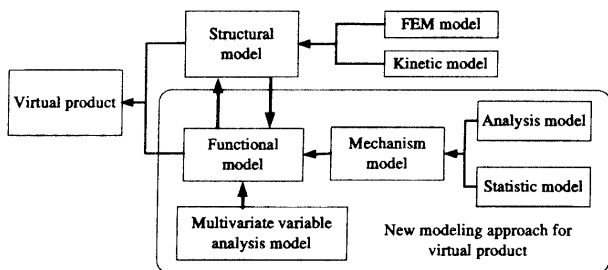 Structural
model
FEM model
Kinetic model
Virtual product
Functional
model
Mechanism
model
Analysis model
Statistic model
Multivariate variable
analysis model
New modeling approach for
virtual product